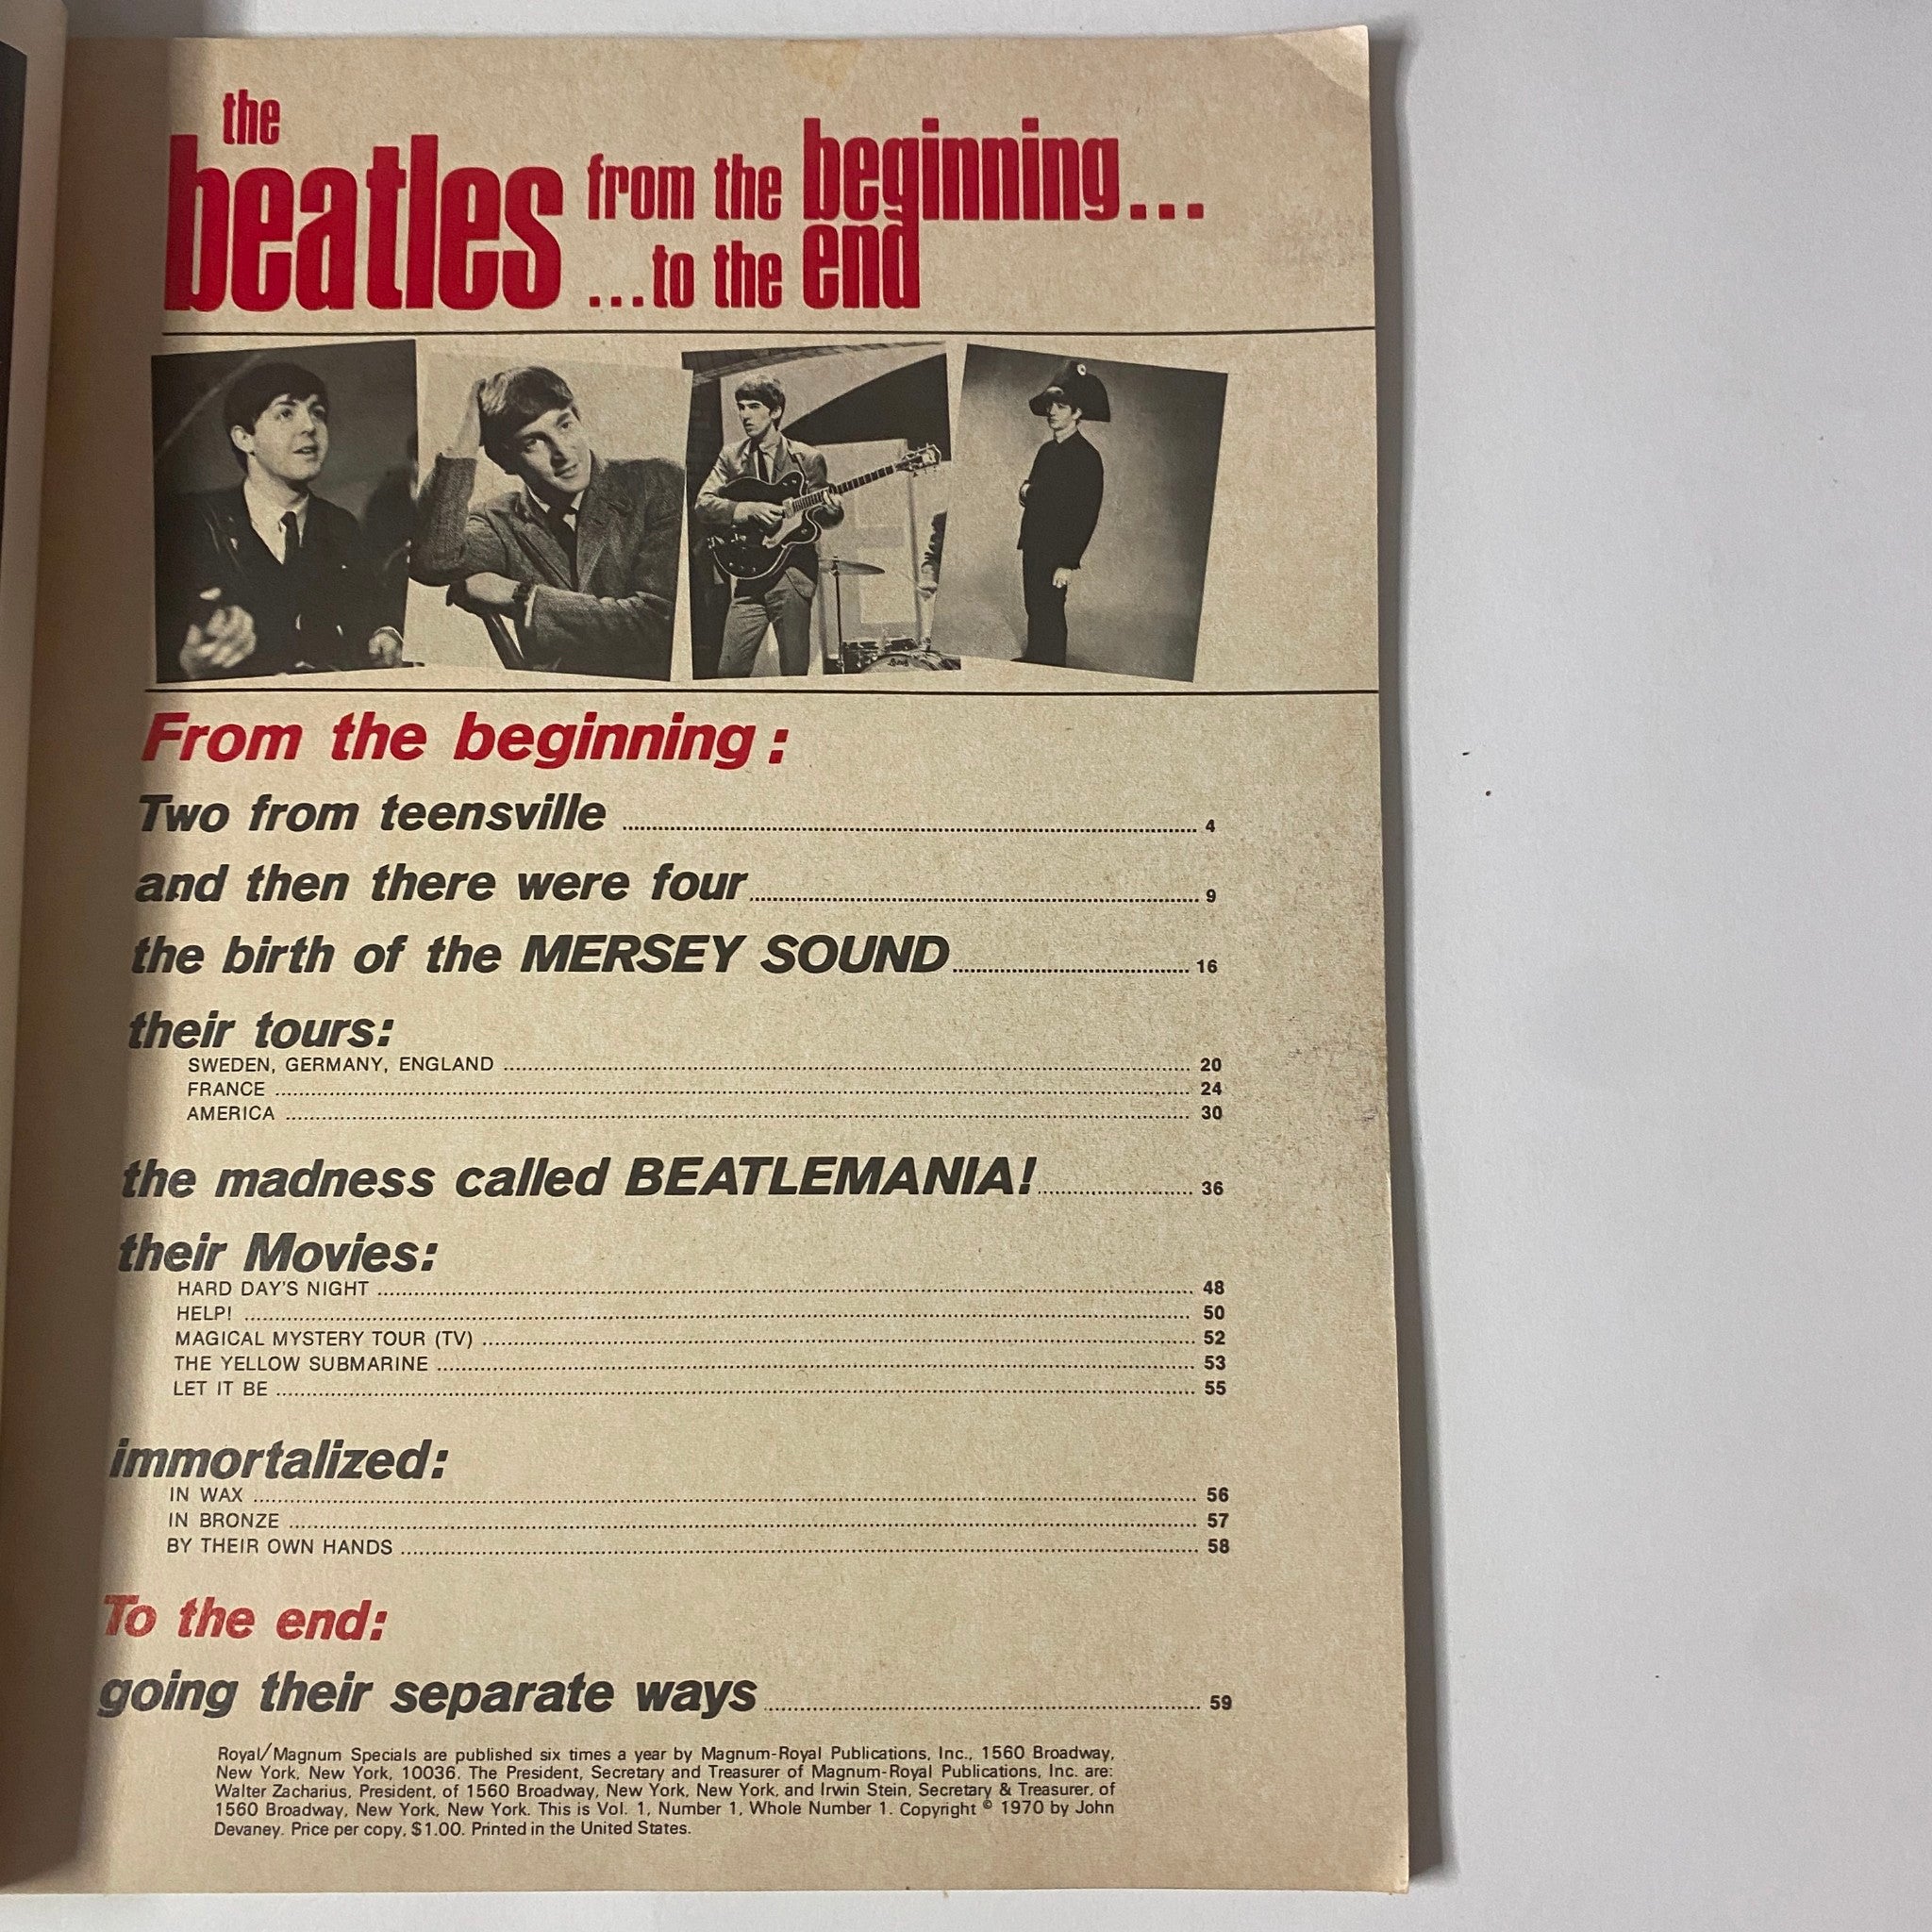 the
beatles from the beginning...
...to the end
From the beginning:
Two from teensville 4
and then there were four 9
the birth of the MERSEY SOUND 16
their tours:
SWEDEN, GERMANY, ENGLAND 20
FRANCE 24
AMERICA 30
the madness called BEATLEMANIA! 36
their Movies:
HARD DAY'S NIGHT 48
HELP! 50
MAGICAL MYSTERY TOUR (TV) 52
THE YELLOW SUBMARINE 53
LET IT BE 55
immortalized:
IN WAX 56
IN BRONZE 57
BY THEIR OWN HANDS 58
To the end:
going their separate ways 59
Royal/Magnum Specials are published six times a year by Magnum-Royal Publications, Inc., 1560 Broadway,
New York, New York, 10036. The President, Secretary and Treasurer of Magnum-Royal Publications, Inc. are:
Walter Zacharius, President, of 1560 Broadway, New York, New York, and Irwin Stein, Secretary & Treasurer, of
1560 Broadway, New York, New York. This is Vol. 1, Number 1, Whole Number 1. Copyright © 1970 by John
Devaney. Price per copy, $1.00. Printed in the United States.